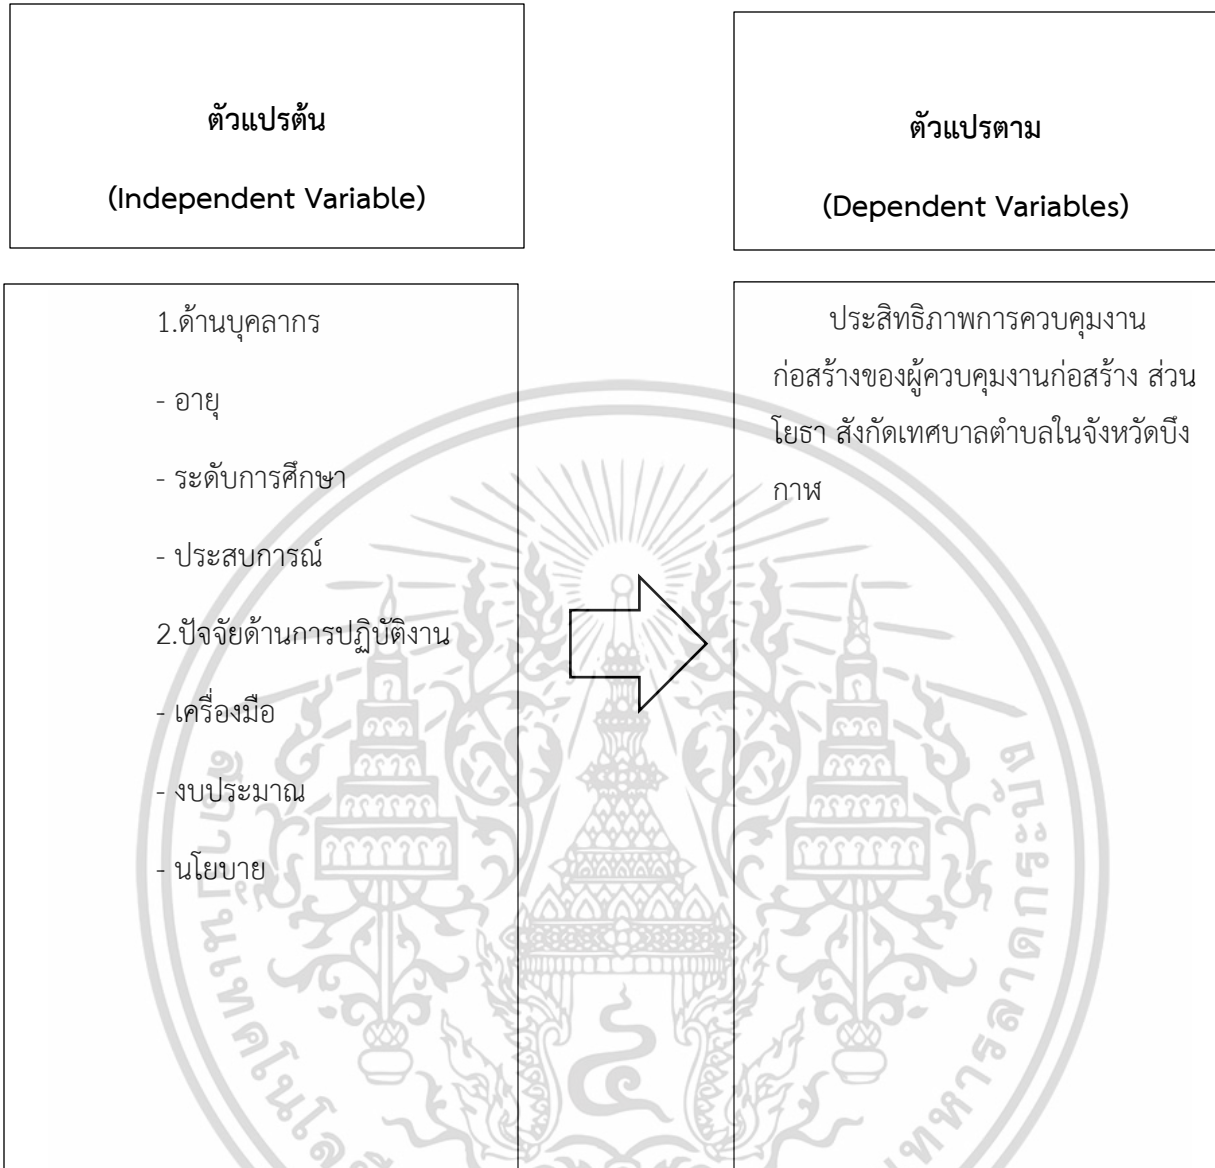 ตัวแปรต้น
(Independent Variable)
ตัวแปรตาม
(Dependent Variables)
1.ด้านบุคลากร
- อายุ
- ระดับการศึกษา
- ประสบการณ์
2.ปัจจัยด้านการปฏิบัติงาน
- เครื่องมือ
- งบประมาณ
- นโยบาย
ประสิทธิภาพการควบคุมงาน
ก่อสร้างของผู้ควบคุมงานก่อสร้าง ส่วน
โยธา สังกัดเทศบาลตำบลในจังหวัดบึง
กาฬ